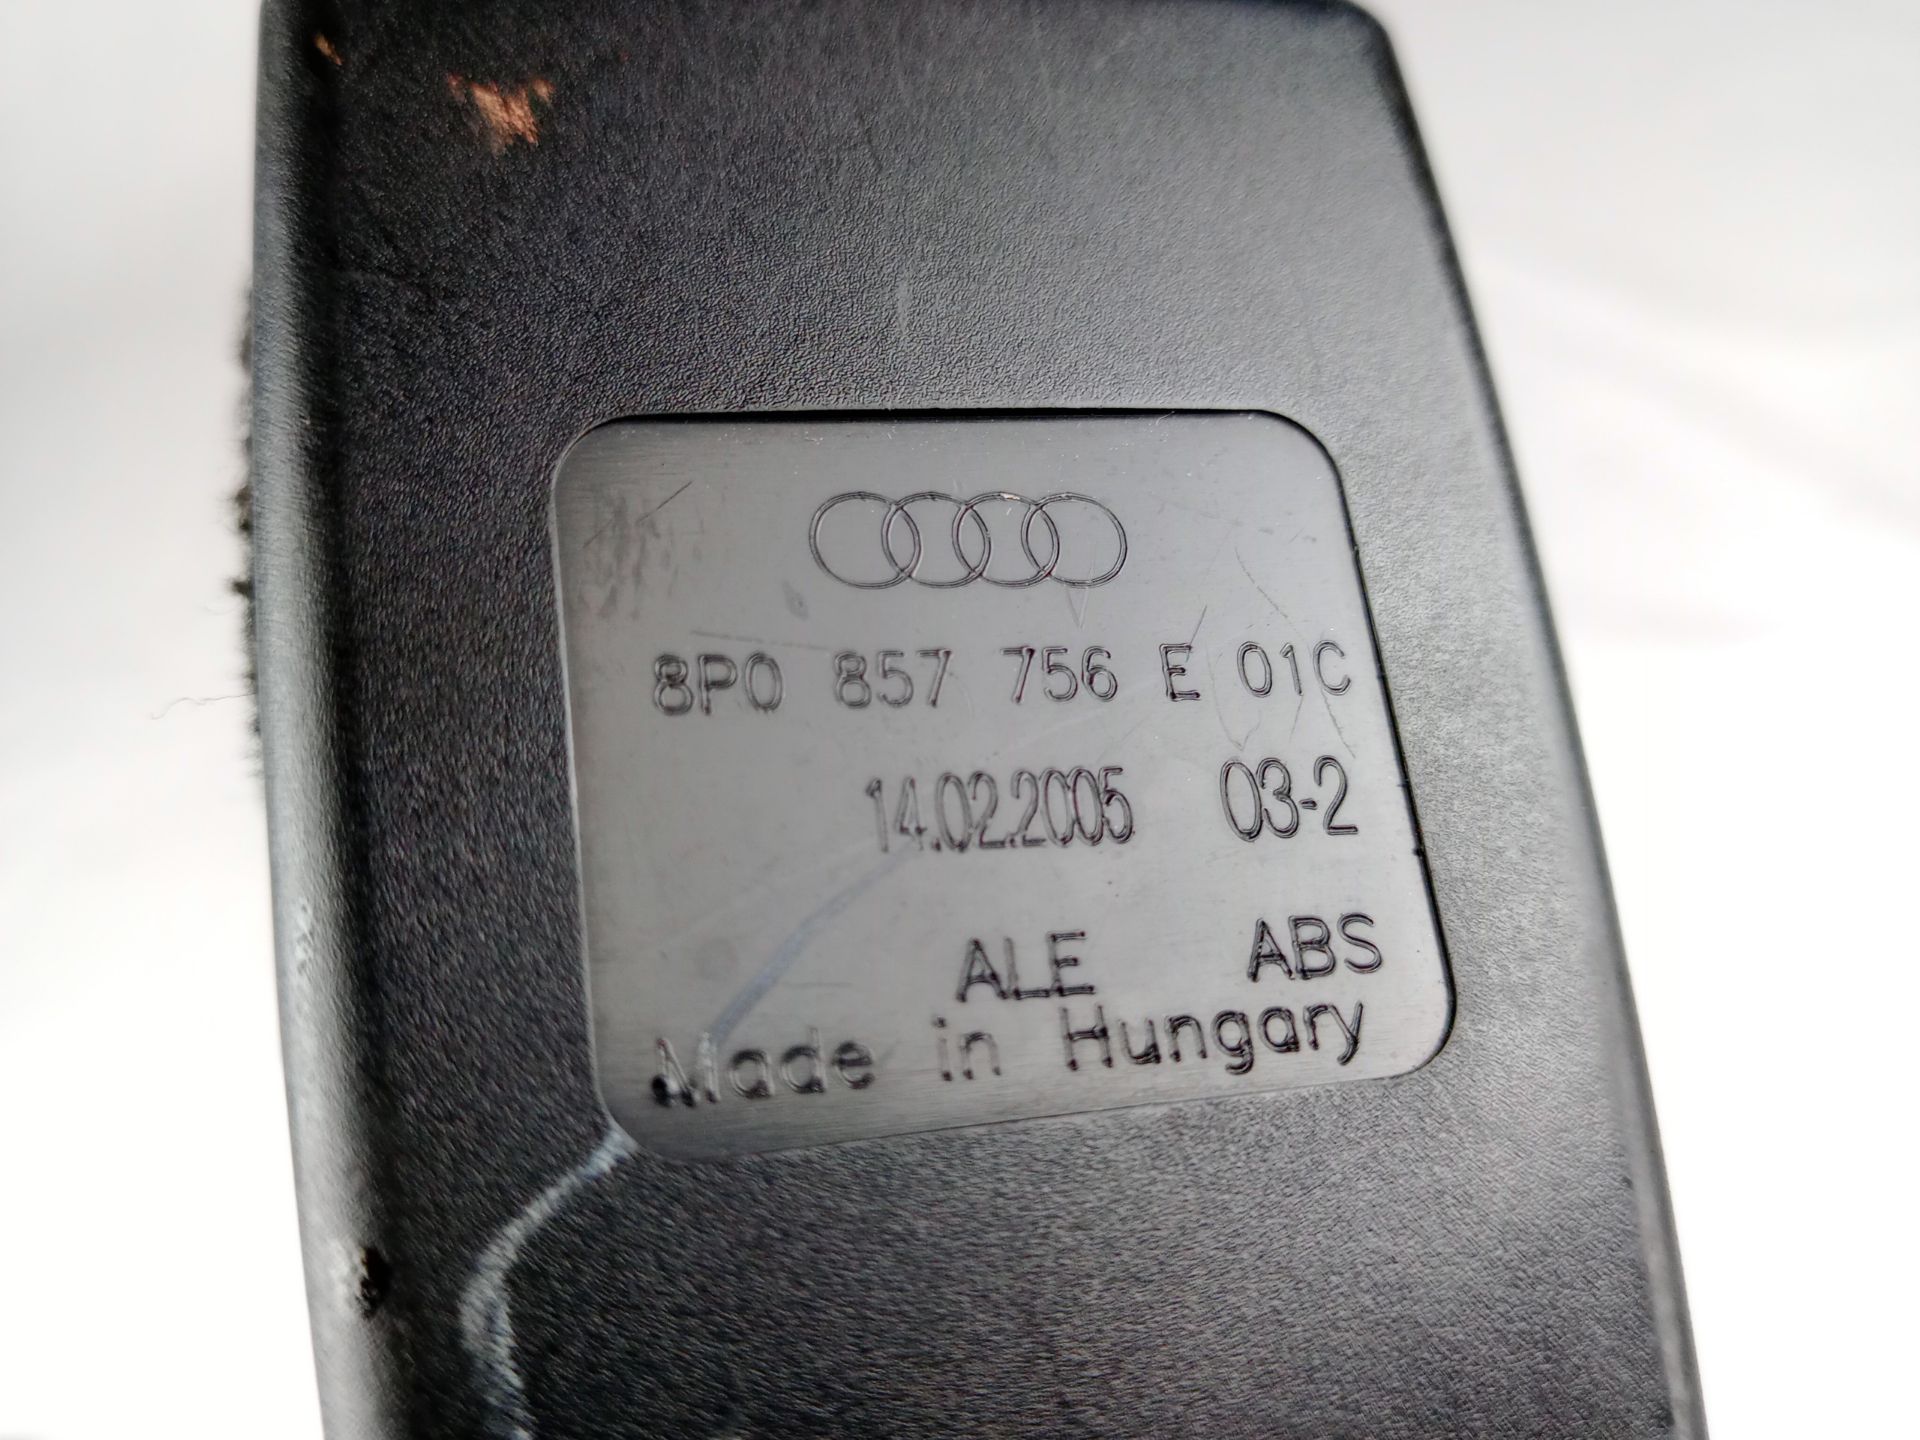 8P0 857 756 E 01C
14.02.2005 03-2
ALE ABS
Made in Hungary